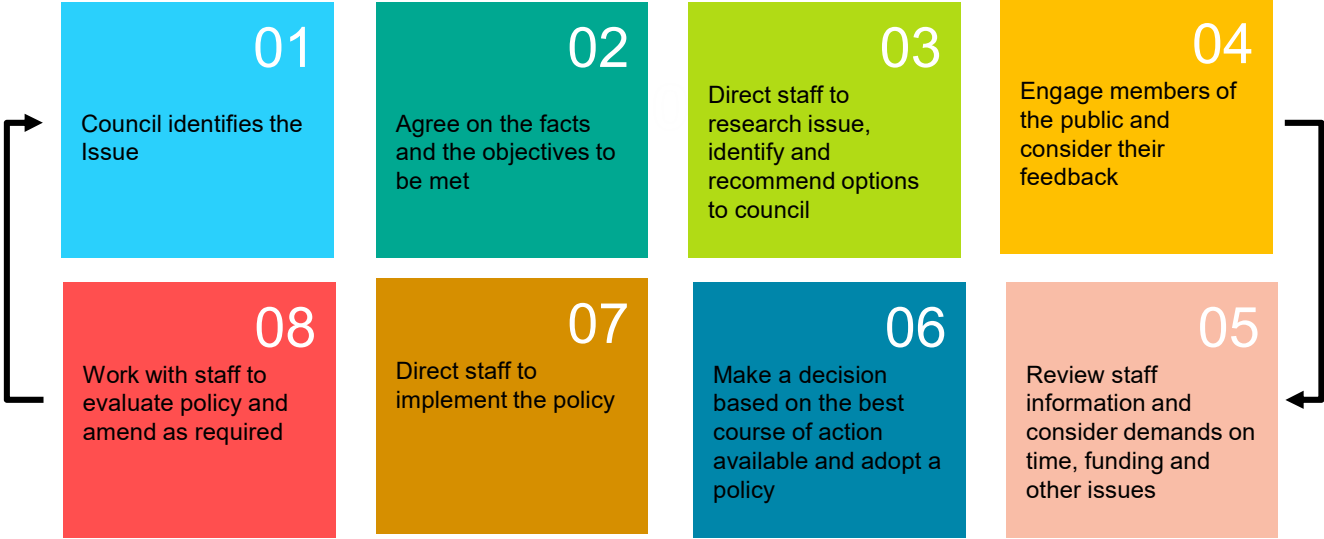 01
Council identifies the
Issue
02
Agree on the facts
and the objectives to
be met
03
Direct staff to
research issue,
identify and
recommend options
to council
04
Engage members of
the public and
consider their
feedback
05
Review staff
information and
consider demands on
time, funding and
other issues
06
Make a decision
based on the best
course of action
available and adopt a
policy
07
Direct staff to
implement the policy
08
Work with staff to
evaluate policy and
amend as required